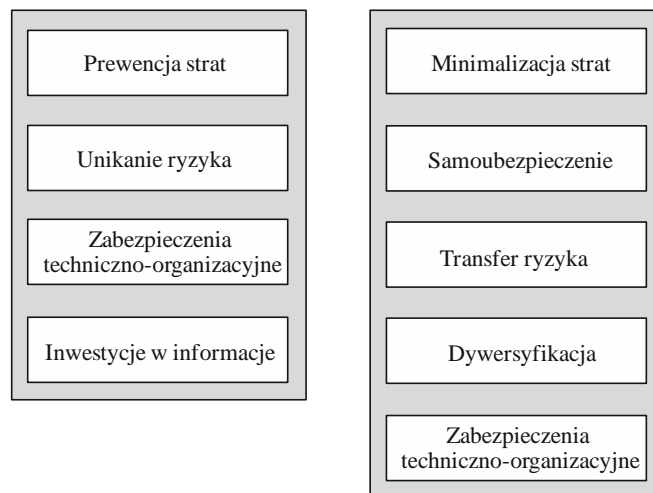 Prewencja strat
Unikanie ryzyka
Zabezpieczenia
techniczno-organizacyjne
Inwestycje w informacje
Minimalizacja strat
Samoubezpieczenie
Transfer ryzyka
Dywersyfikacja
Zabezpieczenia
techniczno-organizacyjne